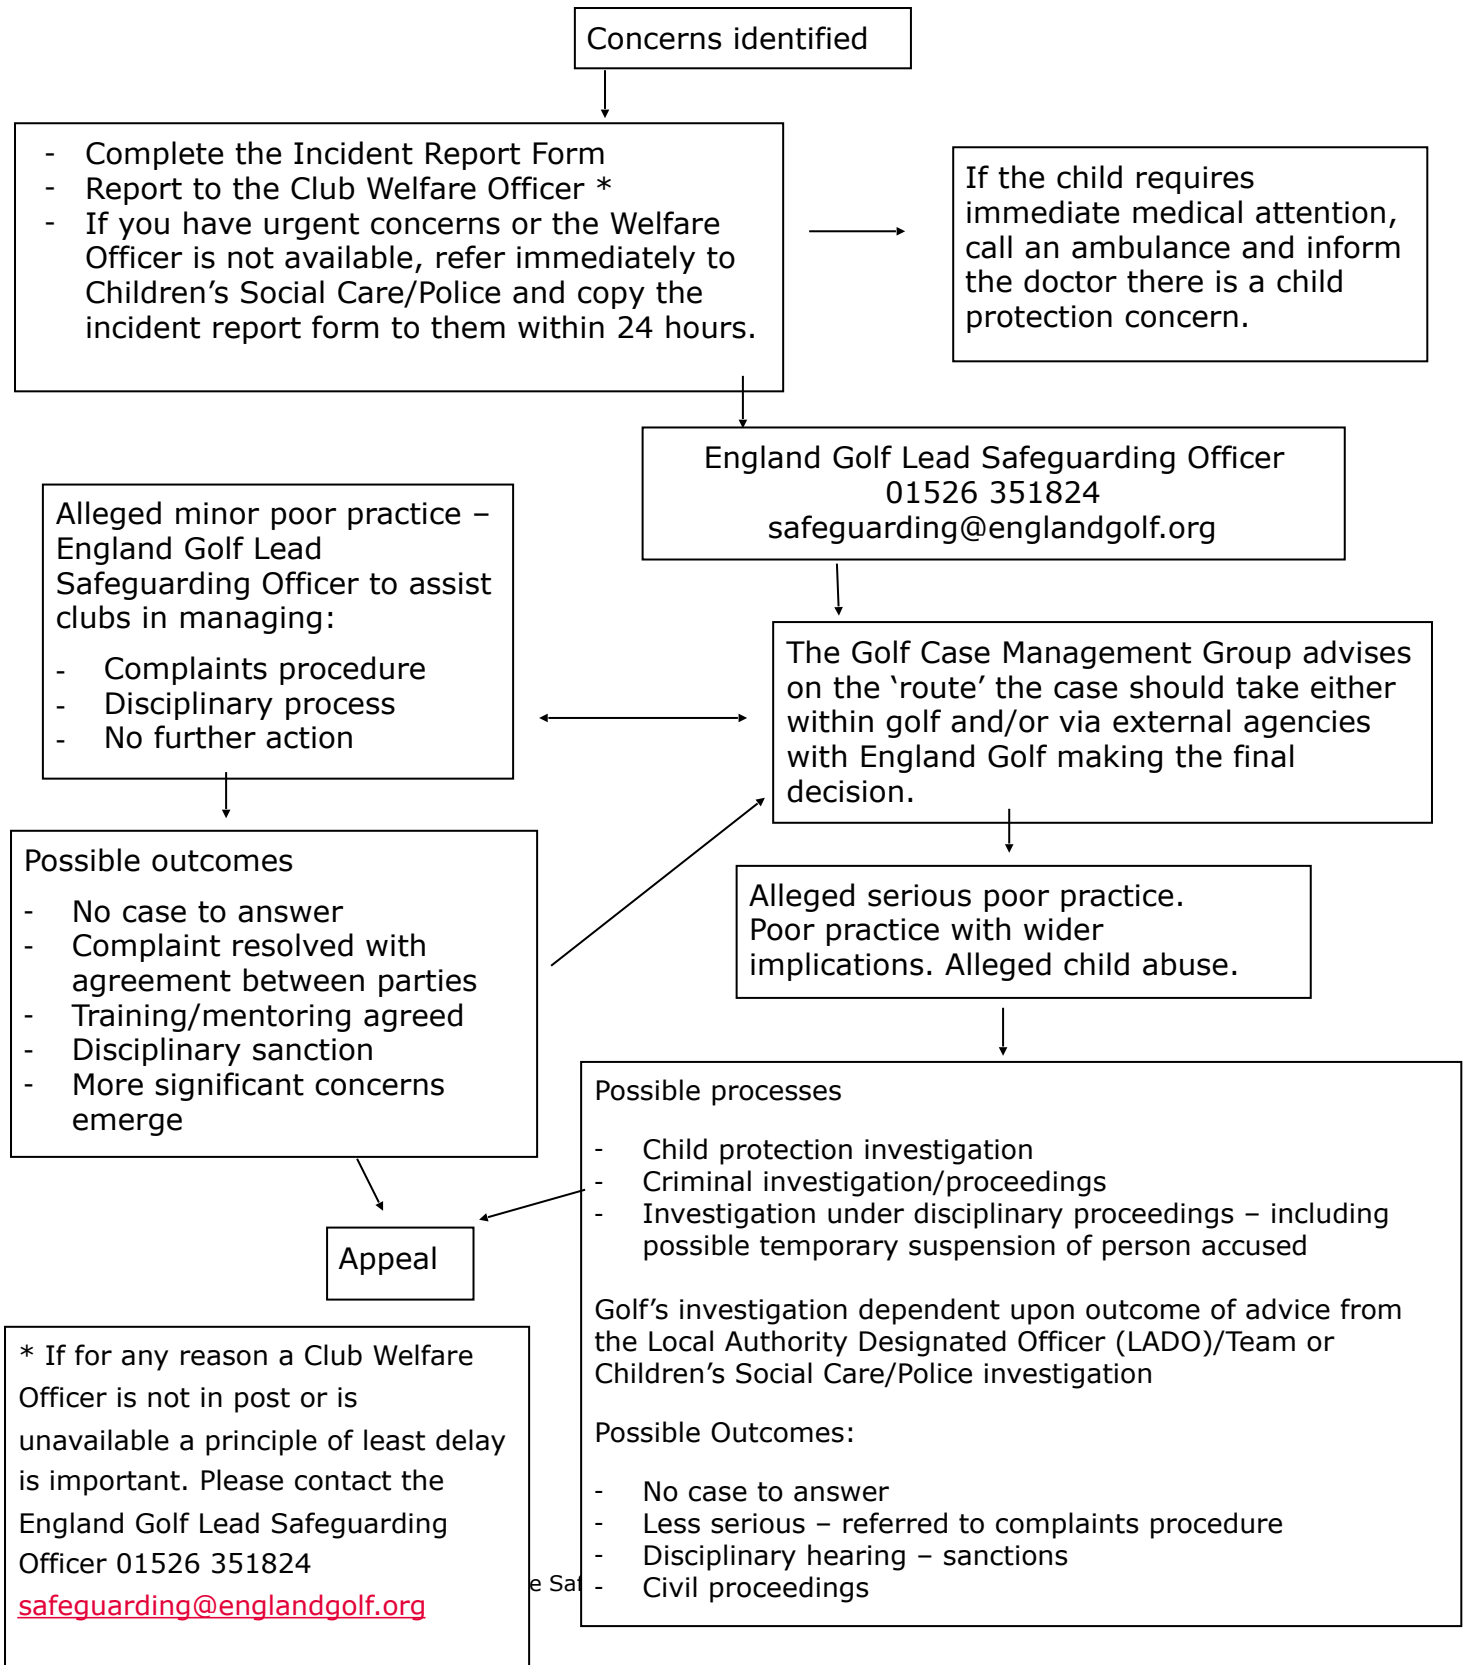 Concerns identified
- Complete the Incident Report Form
- Report to the Club Welfare Officer *
- If you have urgent concerns or the Welfare
Officer is not available, refer immediately to
Children’s Social Care/Police and copy the
incident report form to them within 24 hours.
If the child requires
immediate medical attention,
call an ambulance and inform
the doctor there is a child
protection concern.
England Golf Lead Safeguarding Officer
01526 351824
safeguarding@englandgolf.org
Alleged minor poor practice –
England Golf Lead
Safeguarding Officer to assist
clubs in managing:
- Complaints procedure
- Disciplinary process
- No further action
The Golf Case Management Group advises
on the ‘route’ the case should take either
within golf and/or via external agencies
with England Golf making the final
decision.
Possible outcomes
- No case to answer
- Complaint resolved with
agreement between parties
- Training/mentoring agreed
- Disciplinary sanction
- More significant concerns
emerge
Alleged serious poor practice.
Poor practice with wider
implications. Alleged child abuse.
Possible processes
- Child protection investigation
- Criminal investigation/proceedings
- Investigation under disciplinary proceedings – including
possible temporary suspension of person accused
Golf’s investigation dependent upon outcome of advice from
the Local Authority Designated Officer (LADO)/Team or
Children’s Social Care/Police investigation
Possible Outcomes:
- No case to answer
- Less serious – referred to complaints procedure
- Disciplinary hearing – sanctions
- Civil proceedings
Appeal
* If for any reason a Club Welfare
Officer is not in post or is
unavailable a principle of least delay
is important. Please contact the
England Golf Lead Safeguarding
Officer 01526 351824
safeguarding@englandgolf.org